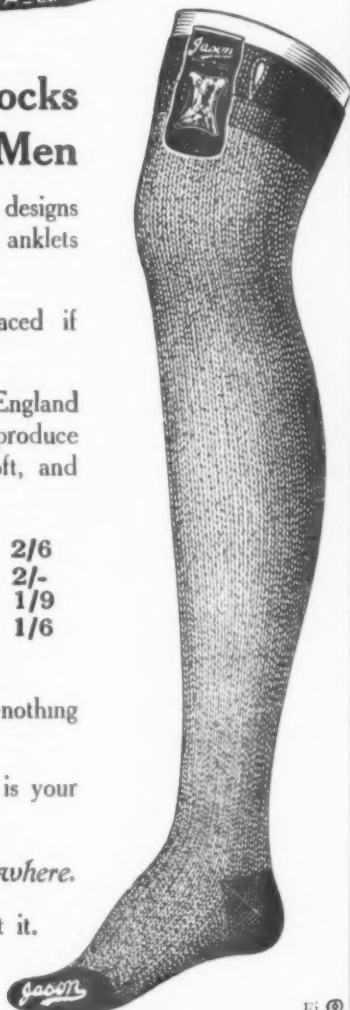 Jason
ocks
Men
designs
anklets
aced if
England
produce
oft, and
2/6
2/-
1/9
1/6
nothing
is your
where.
t it.
Jason